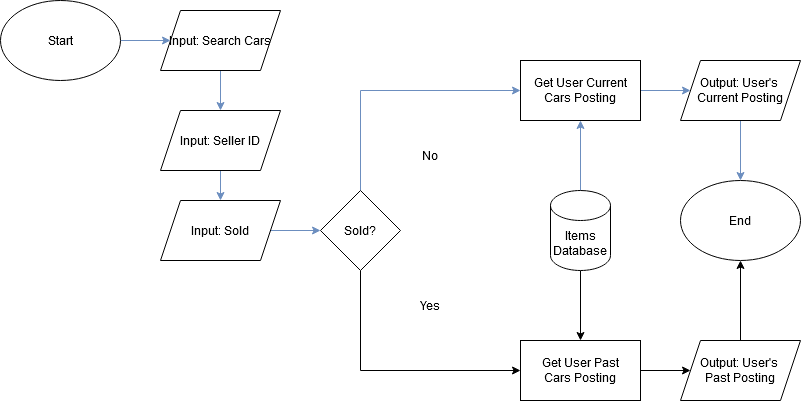 Start
Input: Search Cars
Input: Seller ID
Input: Sold
Sold?
No
Yes
Get User Current
Cars Posting
Items
Database
Get User Past
Cars Posting
Output: User's
Current Posting
End
Output: User's
Past Posting